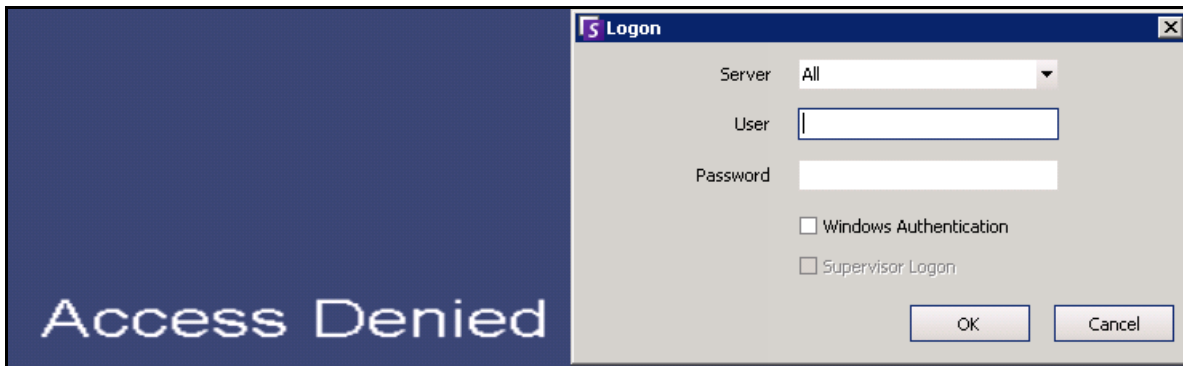 Access Denied
S Logon
Server All
User
Password
Windows Authentication
Supervisor Logon
OK Cancel